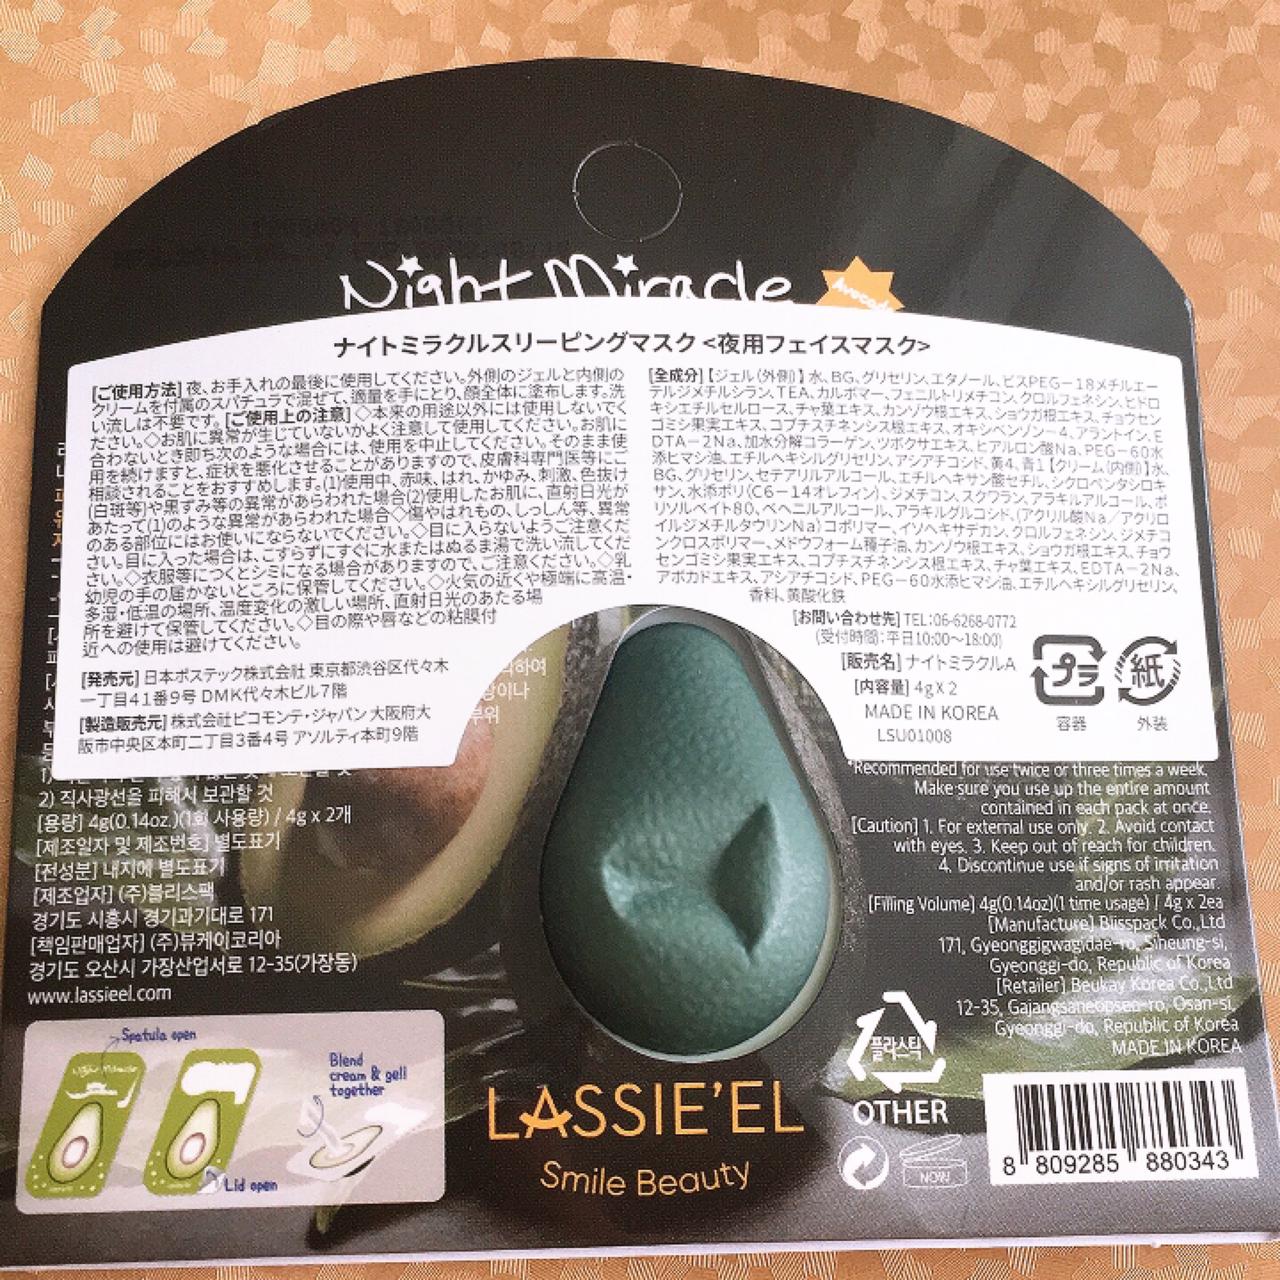 Night Miracle
Avocado
ナイトミラクルスリーピングマスク <夜用フェイスマスク>
[ご使用方法] 夜、お手入れの最後に使用してください。外側のジェルと内側の
クリームを付属のスパチュラで混ぜて、適量を手にとり、顔全体に塗布します。洗
い流しは不要です。[ご使用上の注意] ◇本来の用途以外には使用しないでく
ださい。◇お肌に異常が生じていないかよく注意して使用してください。お肌に
合わないとき即ち次のような場合には、使用を中止してください。そのまま使
用を続けますと、症状を悪化させることがありますので、皮膚科専門医等にご
相談されることをおすすめします。(1)使用中、赤味、はれ、かゆみ、刺激、色抜け
(白斑等)や黒ずみ等の異常があらわれた場合(2)使用したお肌に、直射日光が
あたって(1)のような異常があらわれた場合◇傷やはれもの、しっしん等、異常
のある部位にはお使いにならないでください。◇目に入らないようご注意くだ
さい。目に入った場合は、こすらずにすぐに水またはぬるま湯で洗い流してくだ
さい。◇衣服等につくとシミになる場合がありますので、ご注意ください。◇乳
幼児の手の届かないところに保管してください。◇火気の近くや極端に高温・
多湿・低温の場所、温度変化の激しい場所、直射日光のあたる場
所を避けて保管してください。◇目の際や唇などの粘膜付
近への使用は避けてください。
[発売元] 日本ポステック株式会社 東京都渋谷区代々木
一丁目41番9号 DMK代々木ビル7階
[製造販売元] 株式会社ピコモンテ・ジャパン 大阪府大
阪市中央区本町二丁目3番4号 アソルティ本町9階
[全成分]【ジェル(外側)】水、BG、グリセリン、エタノール、ビスPEG-18メチルエー
テルジメチルシラン、TEA、カルボマー、フェニルトリメチコン、クロルフェネシン、ヒドロ
キシエチルセルロース、チャ葉エキス、カンゾウ根エキス、ショウガ根エキス、チョウセン
ゴミシ果実エキス、コプチスチネンシス根エキス、オキシベンゾン-4、アラントイン、E
DTA-2Na、加水分解コラーゲン、ツボクサエキス、ヒアルロン酸Na、PEG-60水
添ヒマシ油、エチルヘキシルグリセリン、アシアチコシド、黄4、青1【クリーム(内側)】水、
BG、グリセリン、セテアリルアルコール、エチルヘキサン酸セチル、シクロペンタシロキ
サン、水添ポリ(C6-14オレフィン)、ジメチコン、スクワラン、アラキルアルコール、ポ
リソルベイト80、ベヘニルアルコール、アラキルグルコシド、(アクリル酸Na/アクリロ
イルジメチルタウリンNa)コポリマー、イソヘキサデカン、クロルフェネシン、ジメチコ
ンクロスポリマー、メドウフォーム種子油、カンゾウ根エキス、ショウガ根エキス、チョウ
センゴミシ果実エキス、コプチスチネンシス根エキス、チャ葉エキス、EDTA-2Na、
アボカドエキス、アシアチコシド、PEG-60水添ヒマシ油、エチルヘキシルグリセリン、
香料、黄酸化鉄
[お問い合わせ先] TEL:06-6268-0772
(受付時間:平日10:00〜18:00)
[販売名] ナイトミラクルA
[内容量] 4gX2
MADE IN KOREA
LSU01008
プラ
容器
紙
外装
2) 직사광선을 피해서 보관할 것
[용량] 4g(0.14oz.)(1회 사용량) / 4g x 2개
[제조일자 및 제조번호] 별도표기
[전성분] 내지에 별도표기
[제조업자] (주)블리스팩
경기도 시흥시 경기과기대로 171
[책임판매업자] (주)뷰케이코리아
경기도 오산시 가장산업서로 12-35(가장동)
www.lassieel.com
Spatula open
Blend
cream & gell
together
Lid open
*Recommended for use twice or three times a week.
Make sure you use up the entire amount
contained in each pack at once.
[Caution] 1. For external use only. 2. Avoid contact
with eyes. 3. Keep out of reach for children.
4. Discontinue use if signs of irritation
and/or rash appear.
[Filling Volume] 4g(0.14oz)(1 time usage) / 4g x 2ea
[Manufacture] Blisspack Co.,Ltd
171, Gyeonggigwagidae-ro, Siheung-si,
Gyeonggi-do, Republic of Korea
[Retailer] Beukay Korea Co.,Ltd
12-35, Gajangsaneopseo-ro, Osan-si,
Gyeonggi-do, Republic of Korea
MADE IN KOREA
플라스틱
OTHER
NOW
LASSIE'EL
Smile Beauty
8 809285 880343